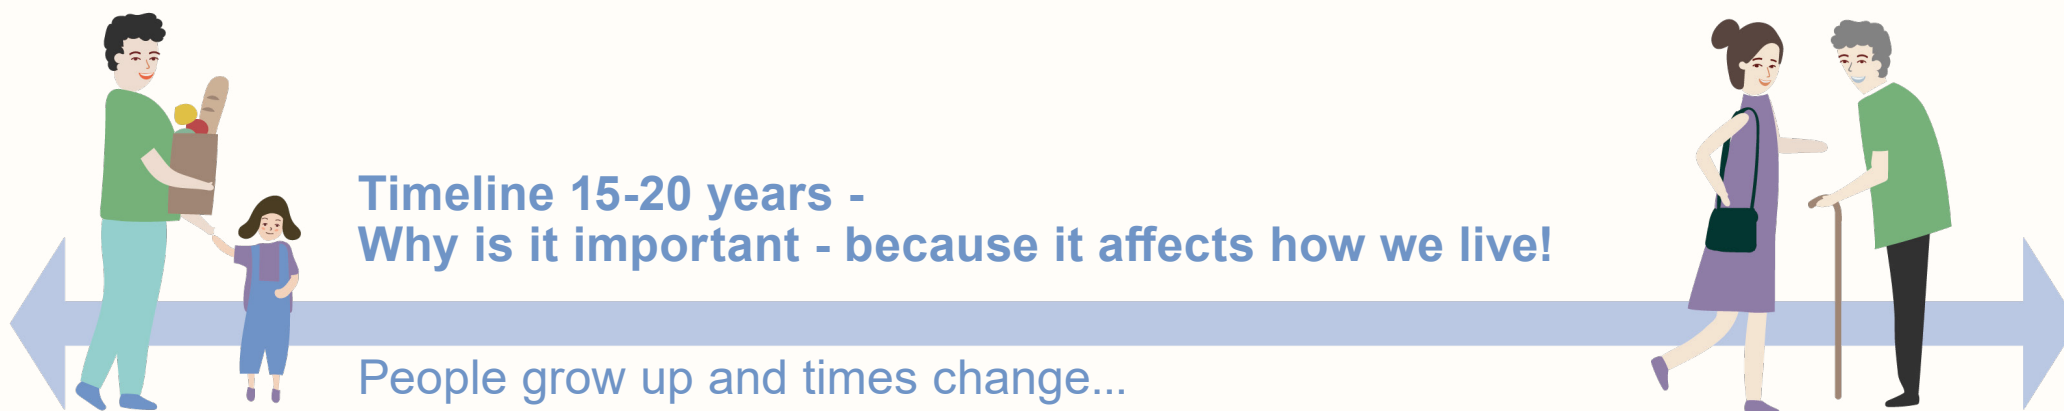 Timeline 15-20 years -
Why is it important - because it affects how we live!
People grow up and times change...